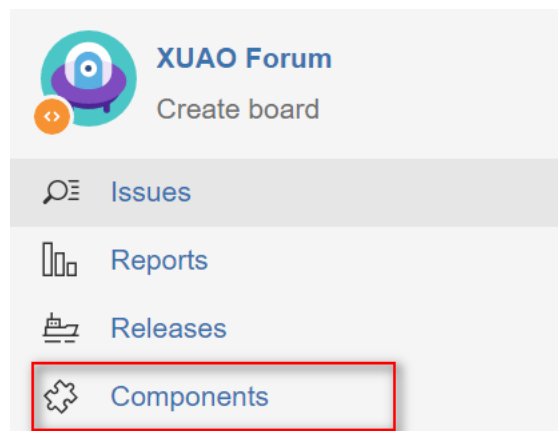 XUAO Forum
Create board
Issues
Reports
Releases
Components